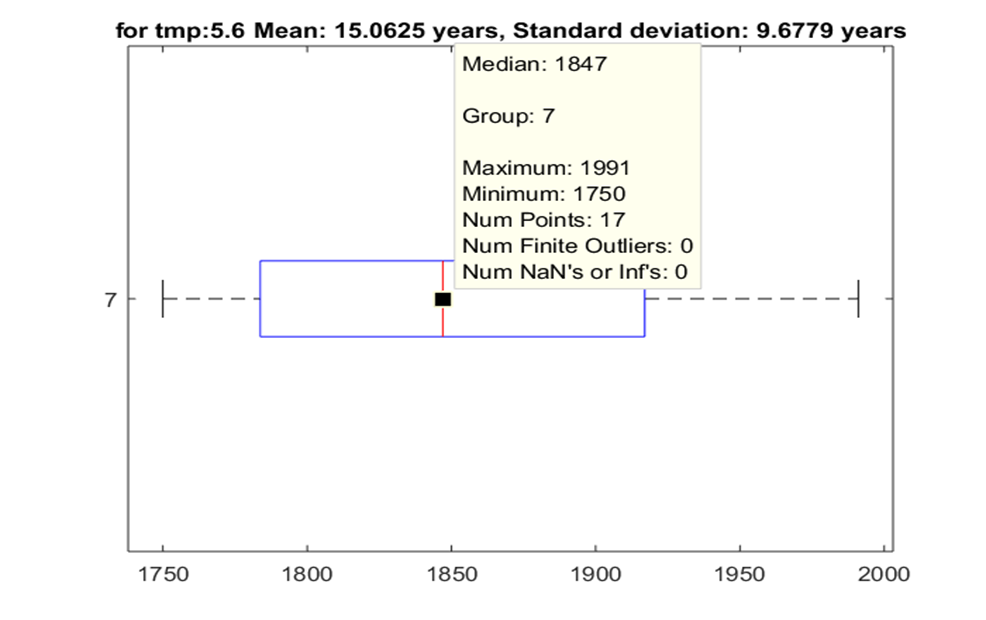 for tmp:5.6 Mean: 15.0625 years, Standard deviation: 9.6779 years
Median: 1847
Group: 7
Maximum: 1991
Minimum: 1750
Num Points: 17
Num Finite Outliers: 0
Num NaN's or Inf's: 0
7
1750 1800 1850 1900 1950 2000